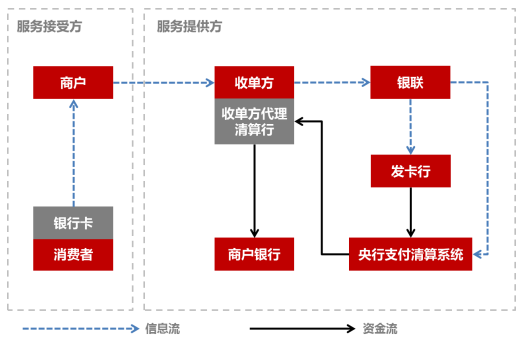 服务接受方
服务提供方
商户
收单方
银联
收单方代理
清算行
发卡行
银行卡
消费者
商户银行
央行支付清算系统
信息流
资金流